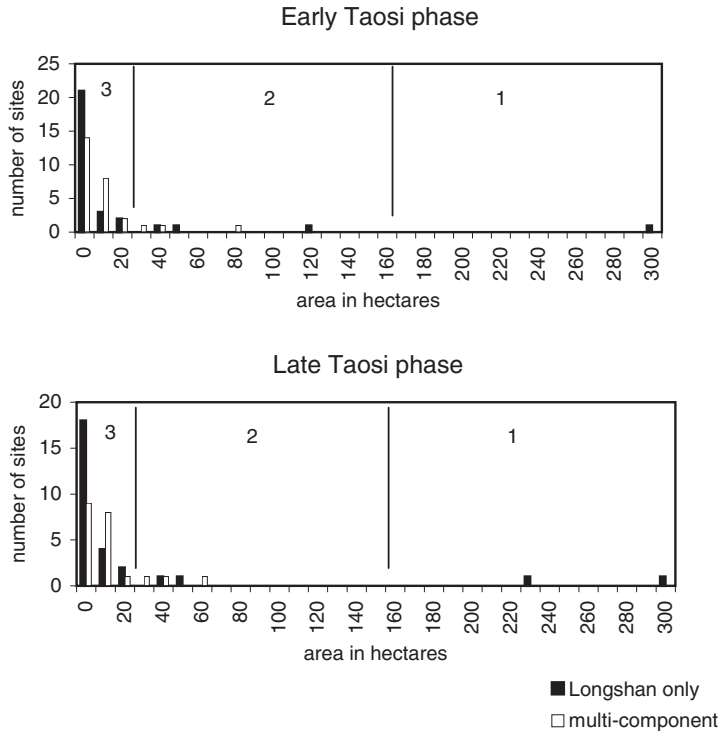 Early Taosi phase
number of sites
25
20
15
10
5
0
3
2
1
0 20 40 60 80 100 120 140 160 180 200 220 240 260 280 300
area in hectares
Late Taosi phase
number of sites
20
15
10
5
0
3
2
1
0 20 40 60 80 100 120 140 160 180 200 220 240 260 280 300
area in hectares
Longshan only
multi-component